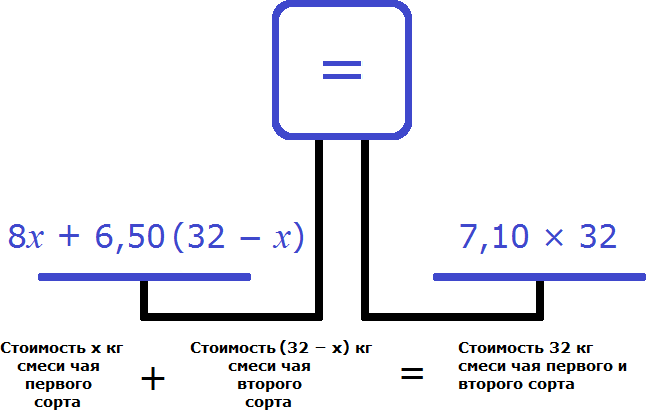 =
8x + 6,50 (32 − x)
7,10 × 32
Стоимость x кг
смеси чая
первого
сорта
+
Стоимость (32 − x) кг
смеси чая
второго
сорта
=
Стоимость 32 кг
смеси чая первого и
второго сорта